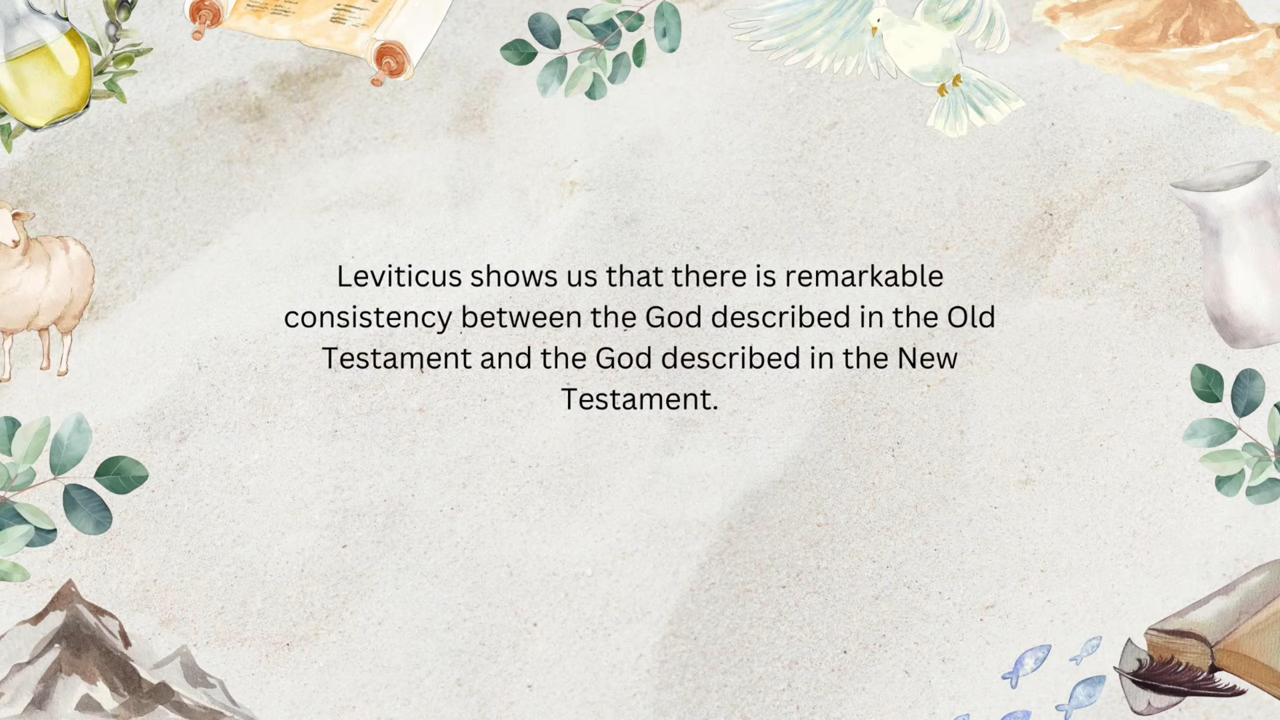 Leviticus shows us that there is remarkable
consistency between the God described in the Old
Testament and the God described in the New
Testament.